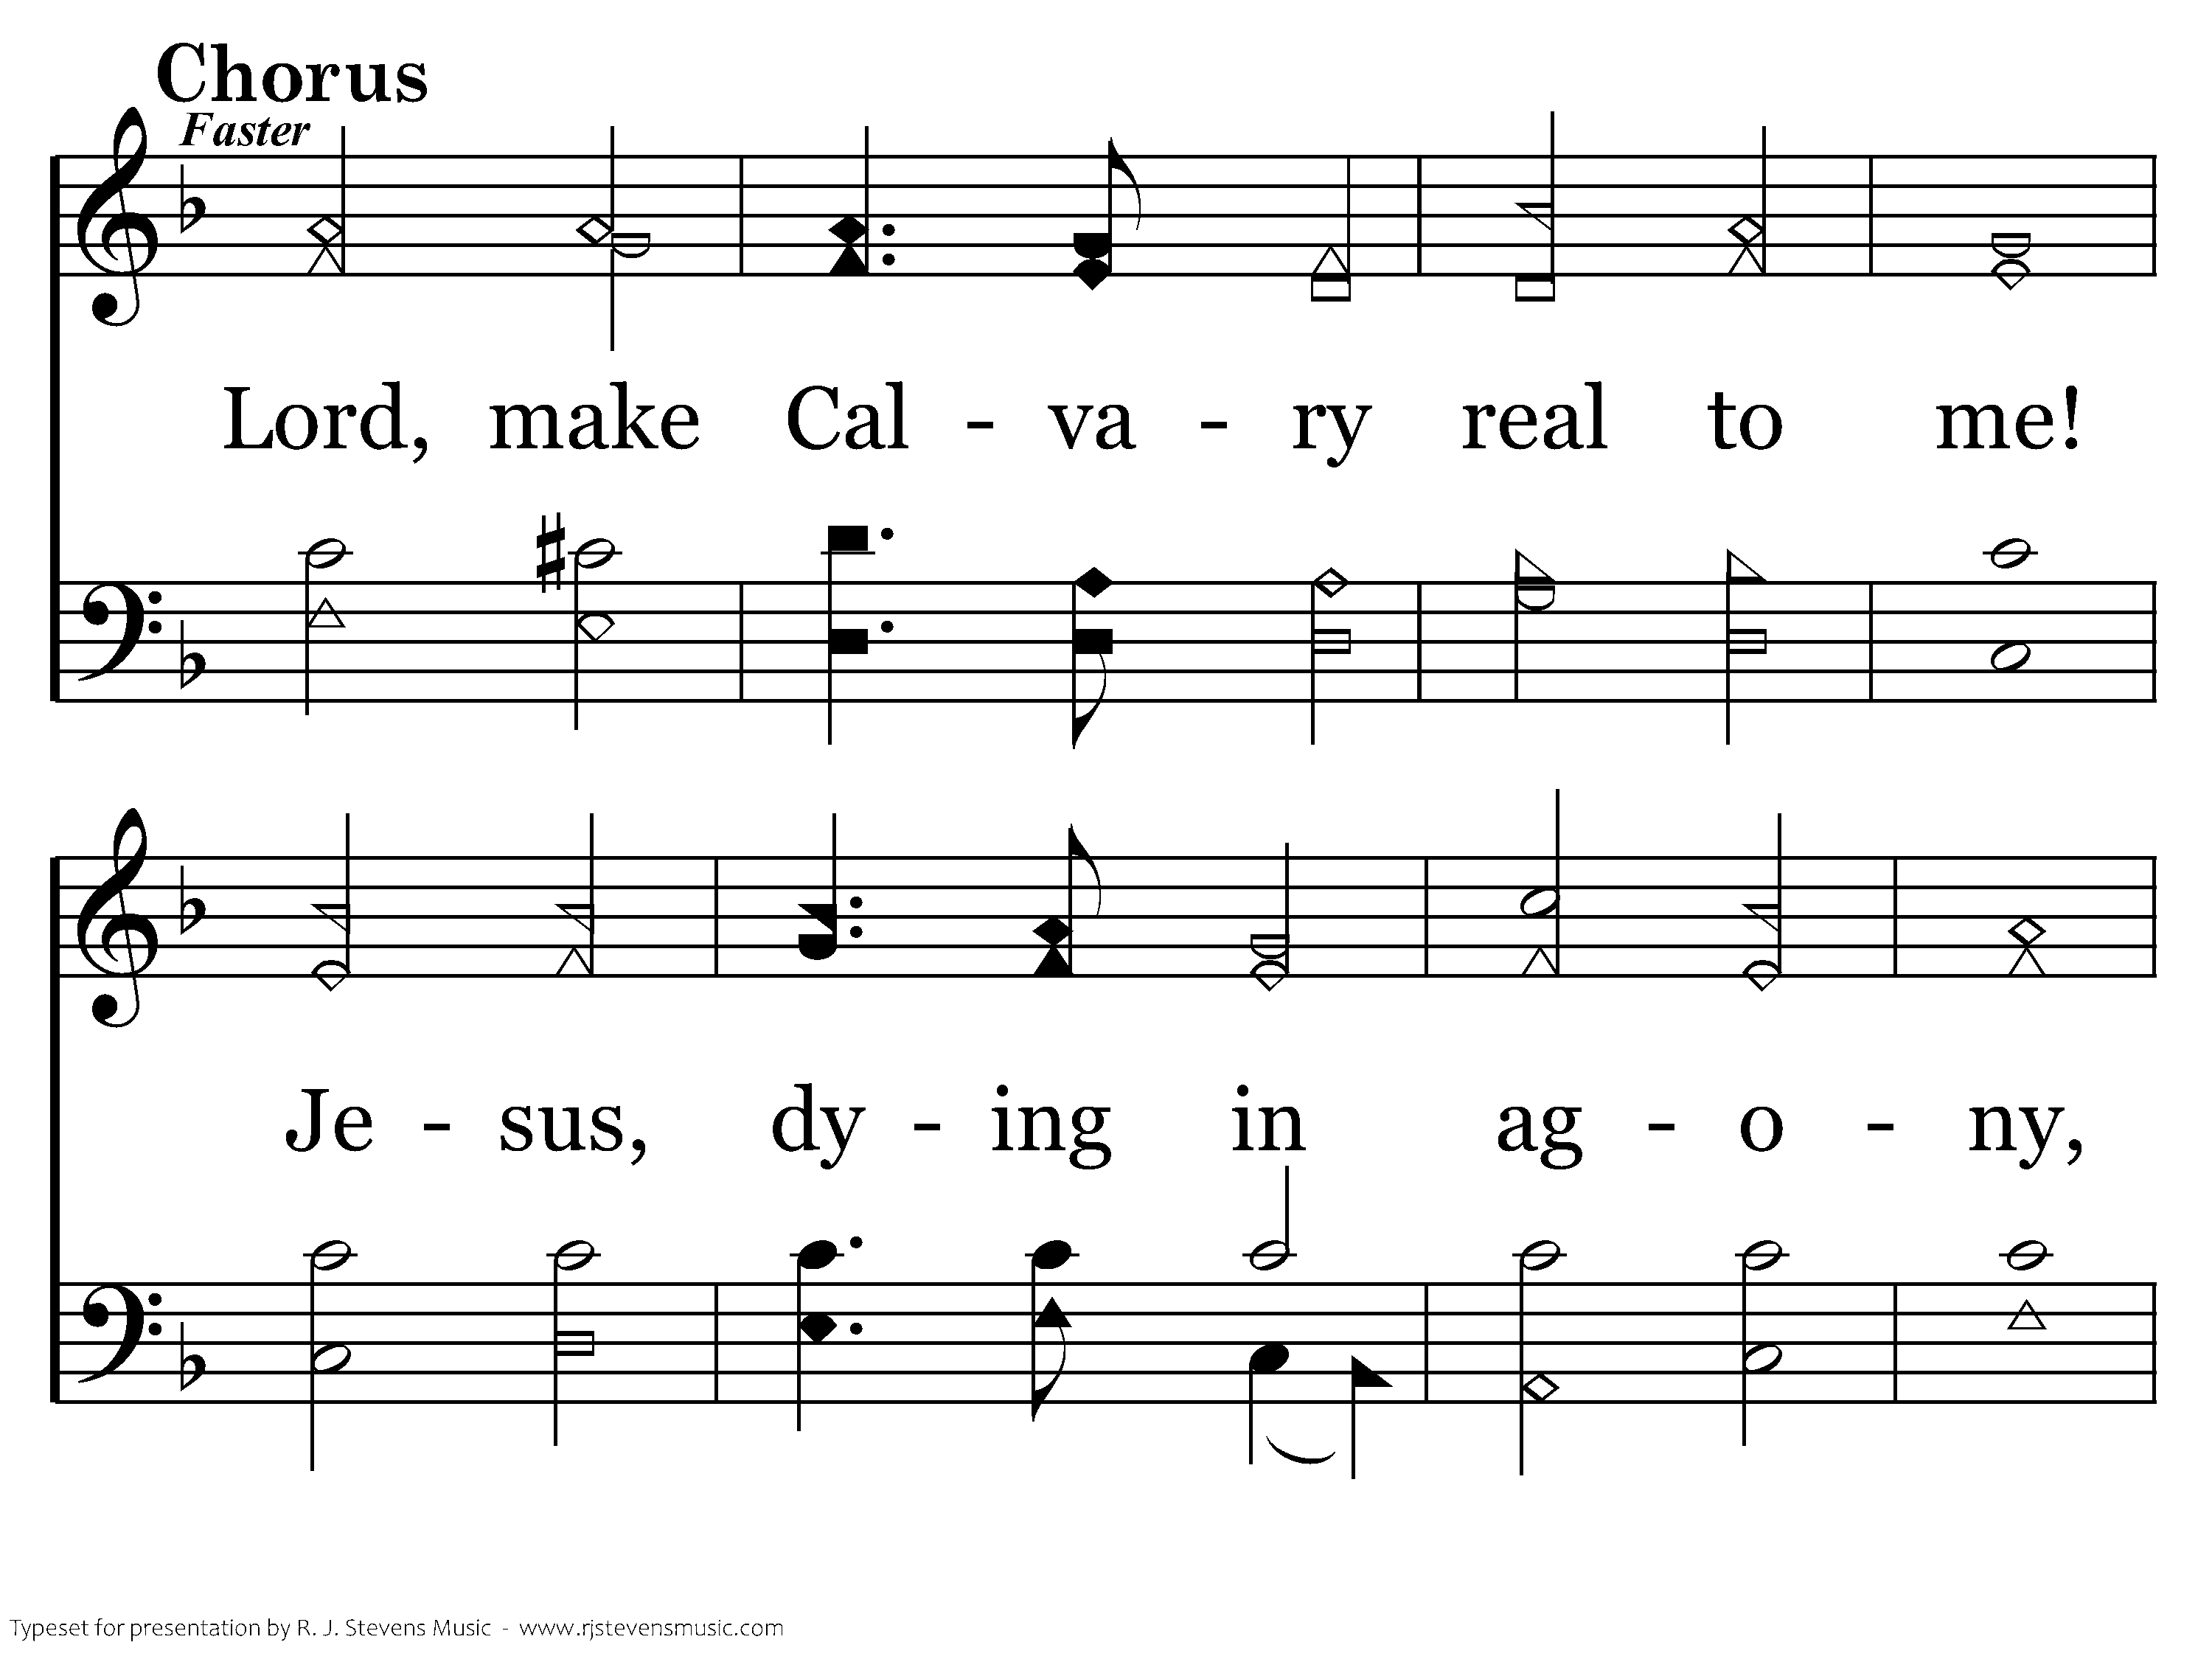 Chorus
Faster
Lord, make Cal - va - ry real to me!
Je - sus, dy - ing in ag - o - ny,
Typeset for presentation by R. J. Stevens Music - www.rjstevensmusic.com